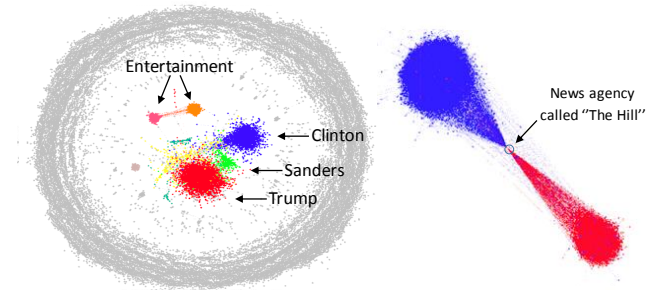 Entertainment
Clinton
Sanders
Trump
News agency
called “The Hill”